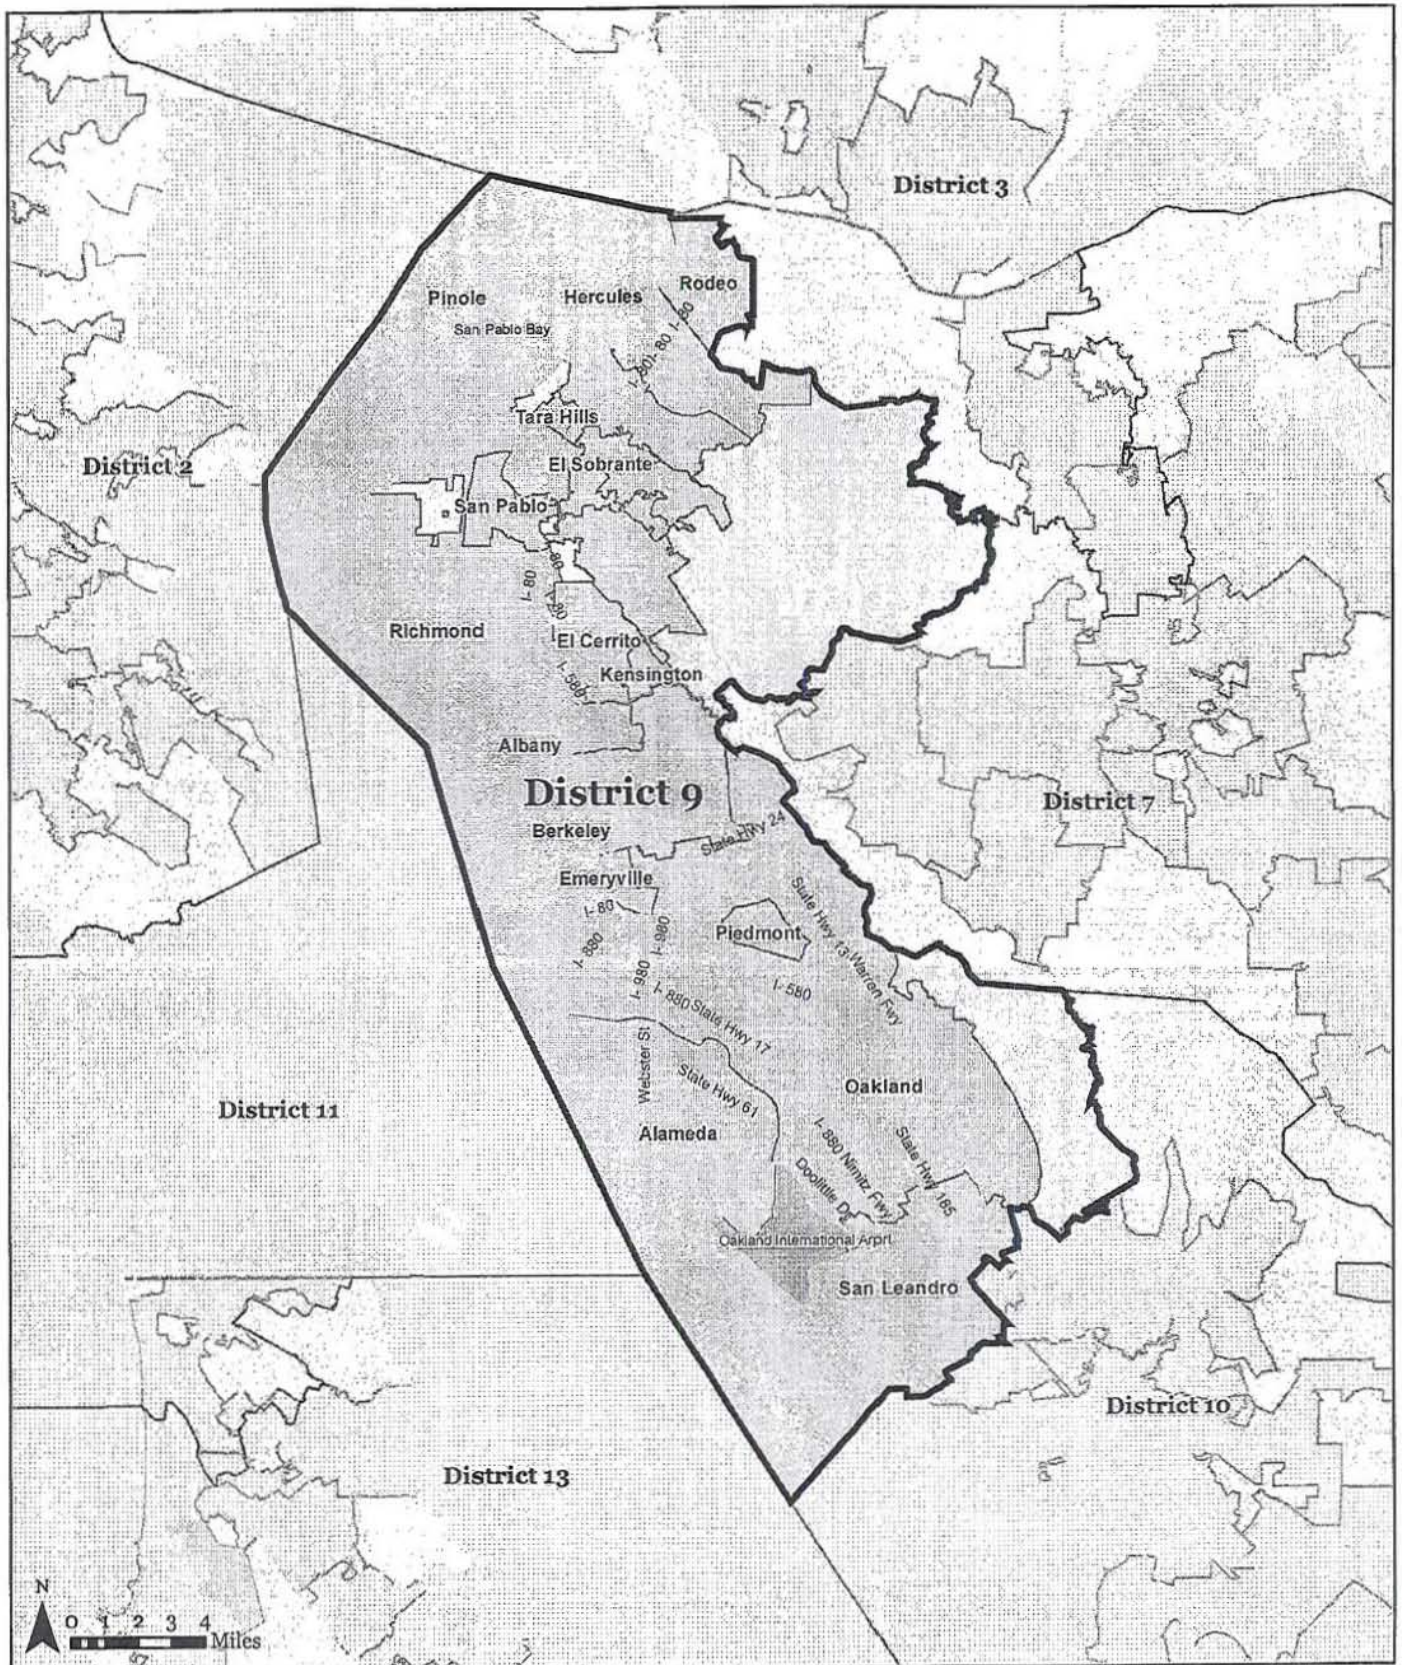 District 3
Rodeo
Pinole
Hercules
San Pablo Bay
I- 80
I- 80
I- 80
Tara Hills
District 2
El Sobrante
San Pablo
I- 80
I- 80
Richmond
El Cerrito
Kensington
I- 580
Albany
District 9
District 7
Berkeley
State Hwy 24
Emeryville
I- 80
State Hwy 13
Piedmont
I- 980
I- 880
Warren Fwy
I- 980
I- 580
I- 880
State Hwy 17
Webster St
State Hwy 61
Oakland
District 11
Alameda
I- 880 Nimitz Fwy
State Hwy 185
Doolittle Dr
Oakland International Arprt
San Leandro
District 10
District 13
N
0 1 2 3 4
Miles